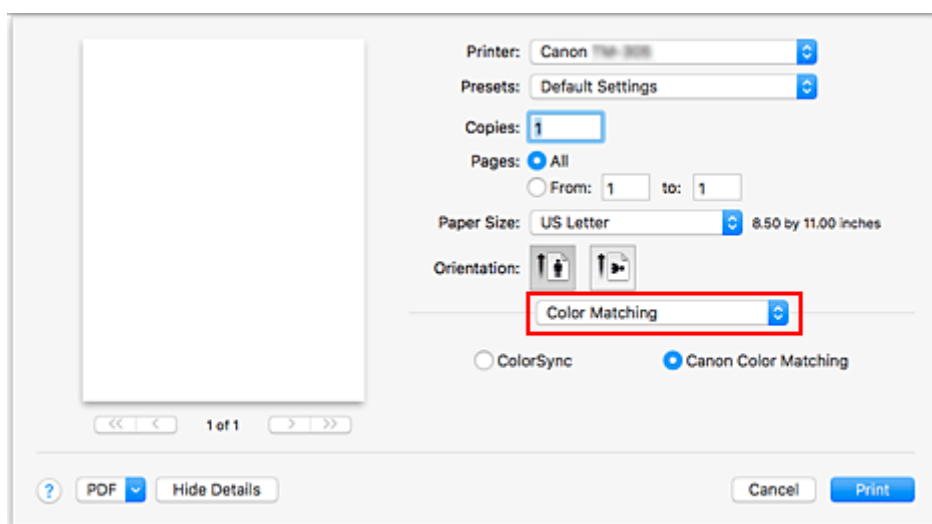 Printer: Canon
Presets: Default Settings
Copies: 1
Pages: All
From: 1 to: 1
Paper Size: US Letter 8.50 by 11.00 inches
Orientation:
Color Matching
ColorSync Canon Color Matching
<< < 1 of 1 > >>
? PDF Hide Details Cancel Print